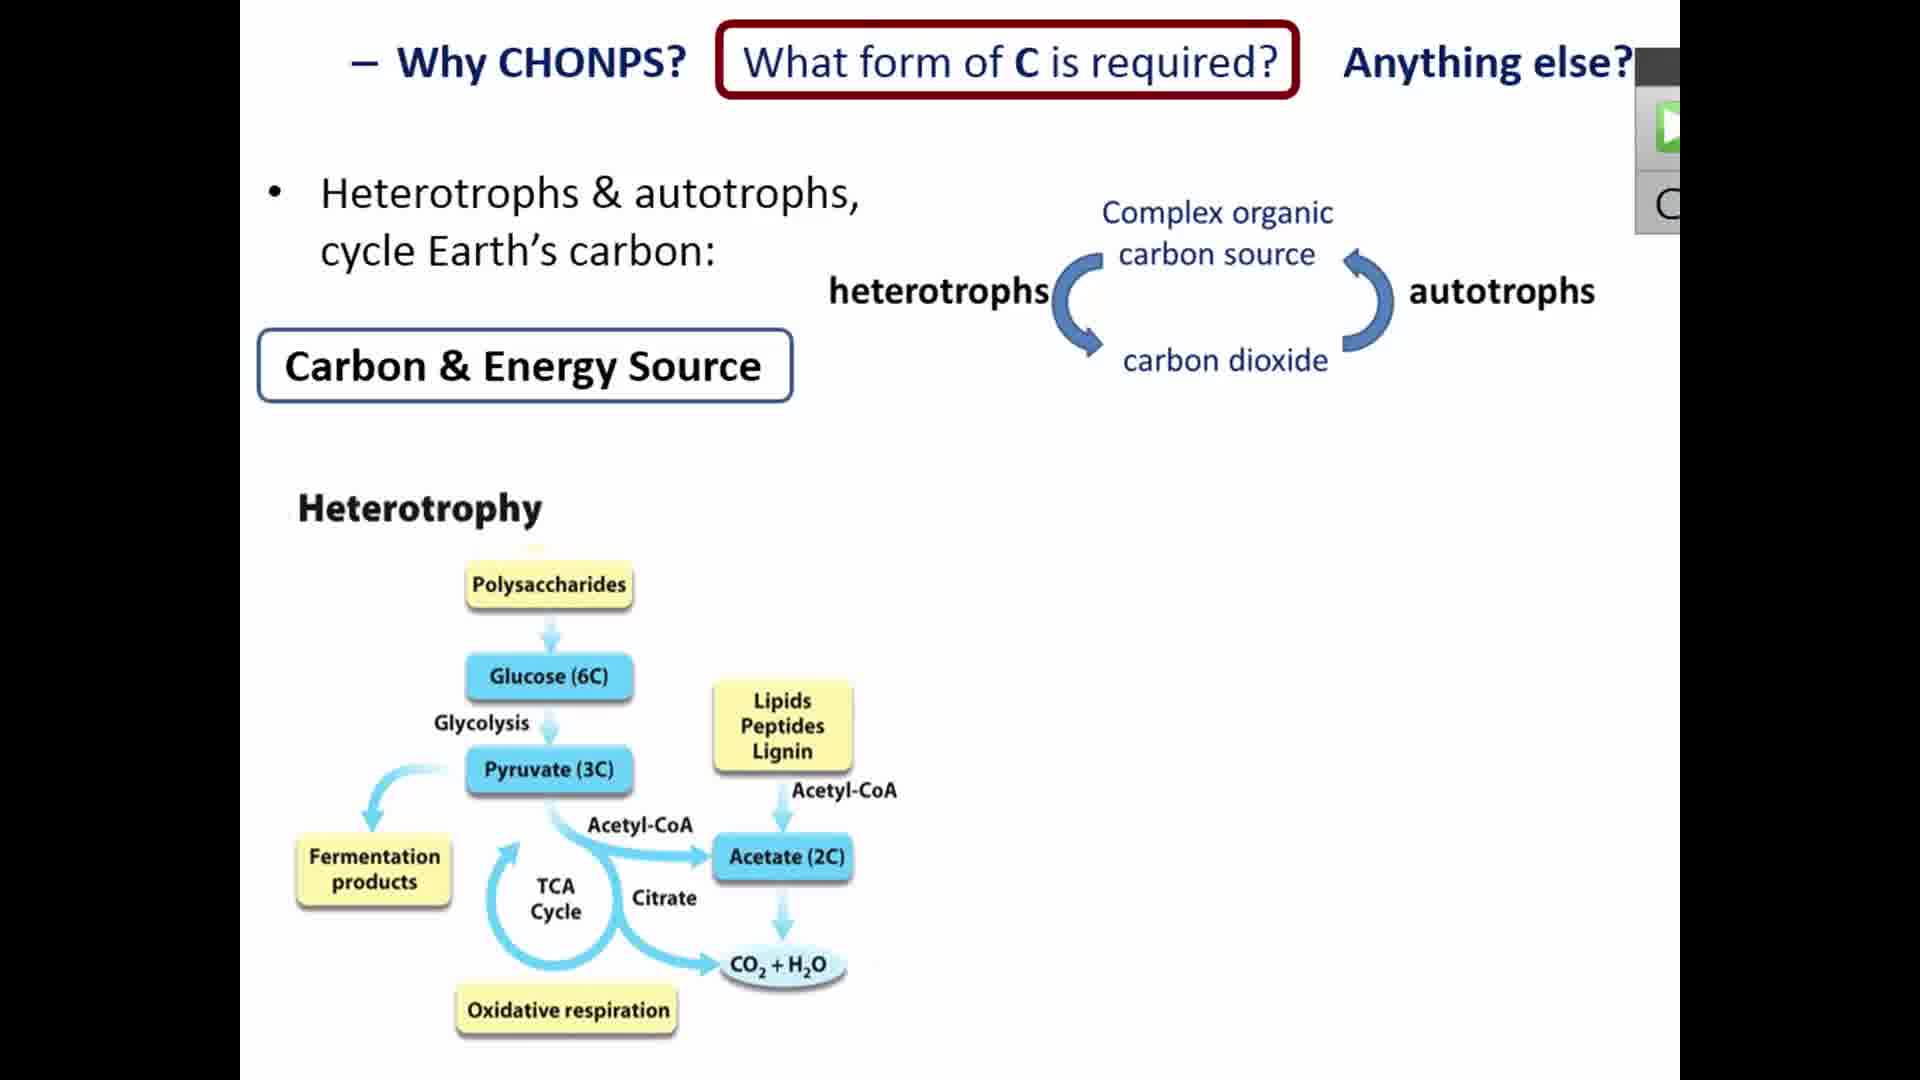 – Why CHONPS? What form of C is required? Anything else?
• Heterotrophs & autotrophs,
cycle Earth's carbon:
Complex organic
carbon source
heterotrophs
autotrophs
carbon dioxide
Carbon & Energy Source
Heterotrophy
Polysaccharides
Glucose (6C)
Glycolysis
Pyruvate (3C)
Lipids
Peptides
Lignin
Acetyl-CoA
Acetyl-CoA
Acetate (2C)
Fermentation
products
TCA
Cycle
Citrate
CO₂ + H₂O
Oxidative respiration